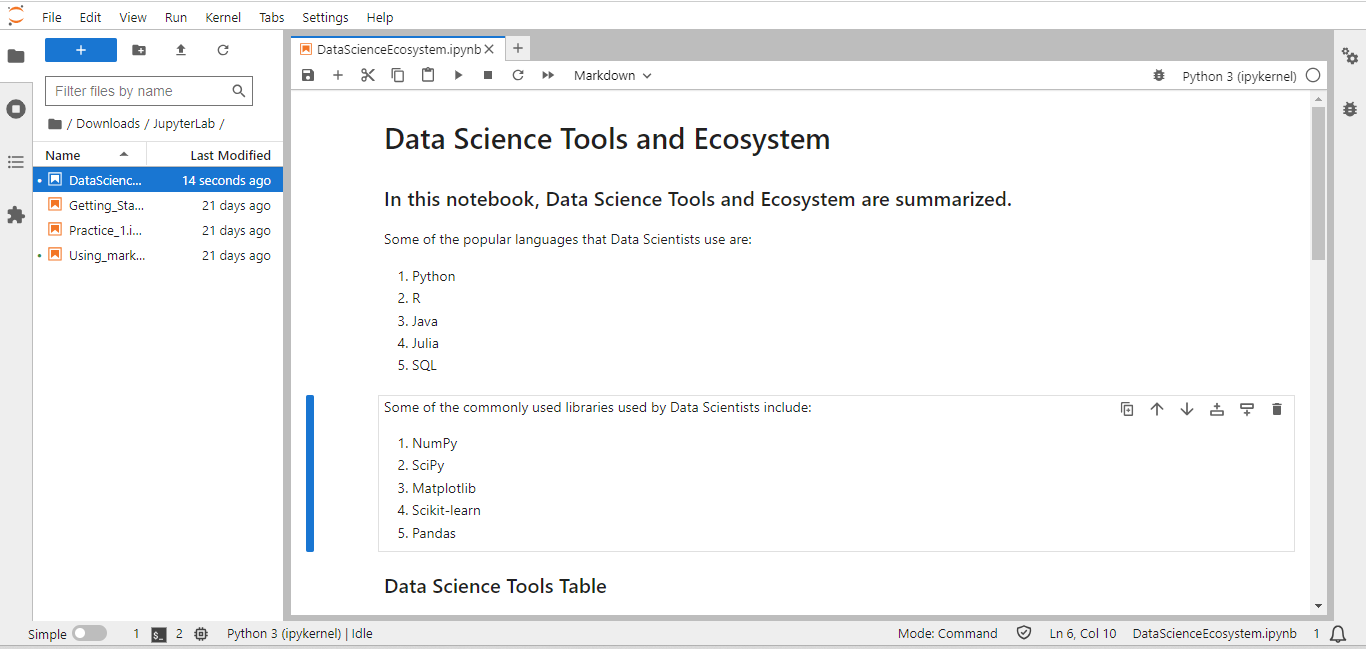 File Edit View Run Kernel Tabs Settings Help
+
Filter files by name
/ Downloads / JupyterLab /
Name Last Modified
• DataScienc... 14 seconds ago
Getting_Sta... 21 days ago
Practice_1.i... 21 days ago
• Using_mark... 21 days ago
DataScienceEcosystem.ipynb
Markdown
Python 3 (ipykernel)
Data Science Tools and Ecosystem
In this notebook, Data Science Tools and Ecosystem are summarized.
Some of the popular languages that Data Scientists use are:
1. Python
2. R
3. Java
4. Julia
5. SQL
Some of the commonly used libraries used by Data Scientists include:
1. NumPy
2. SciPy
3. Matplotlib
4. Scikit-learn
5. Pandas
Data Science Tools Table
Simple 1 $_ 2 Python 3 (ipykernel) | Idle Mode: Command Ln 6, Col 10 DataScienceEcosystem.ipynb 1